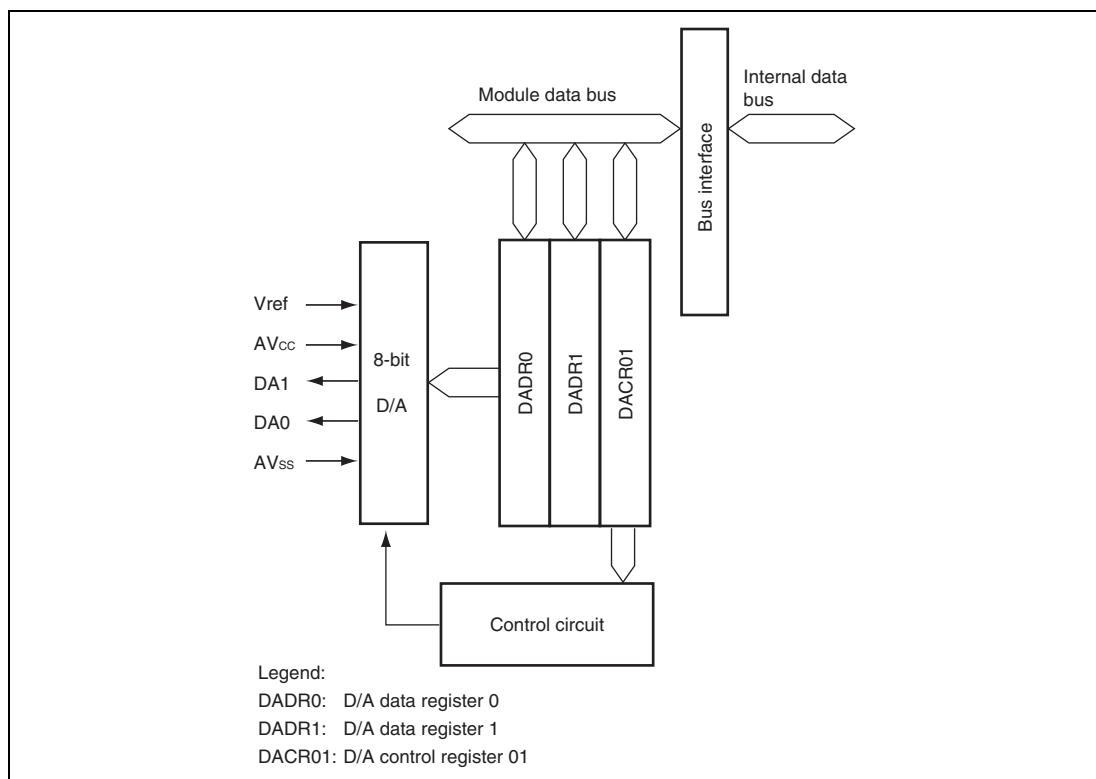 Module data bus
Internal data
bus
Bus interface
Vref
AVCC
DA1
DA0
AVSS
8-bit
D/A
DADR0
DADR1
DACR01
Control circuit
Legend:
DADR0: D/A data register 0
DADR1: D/A data register 1
DACR01: D/A control register 01